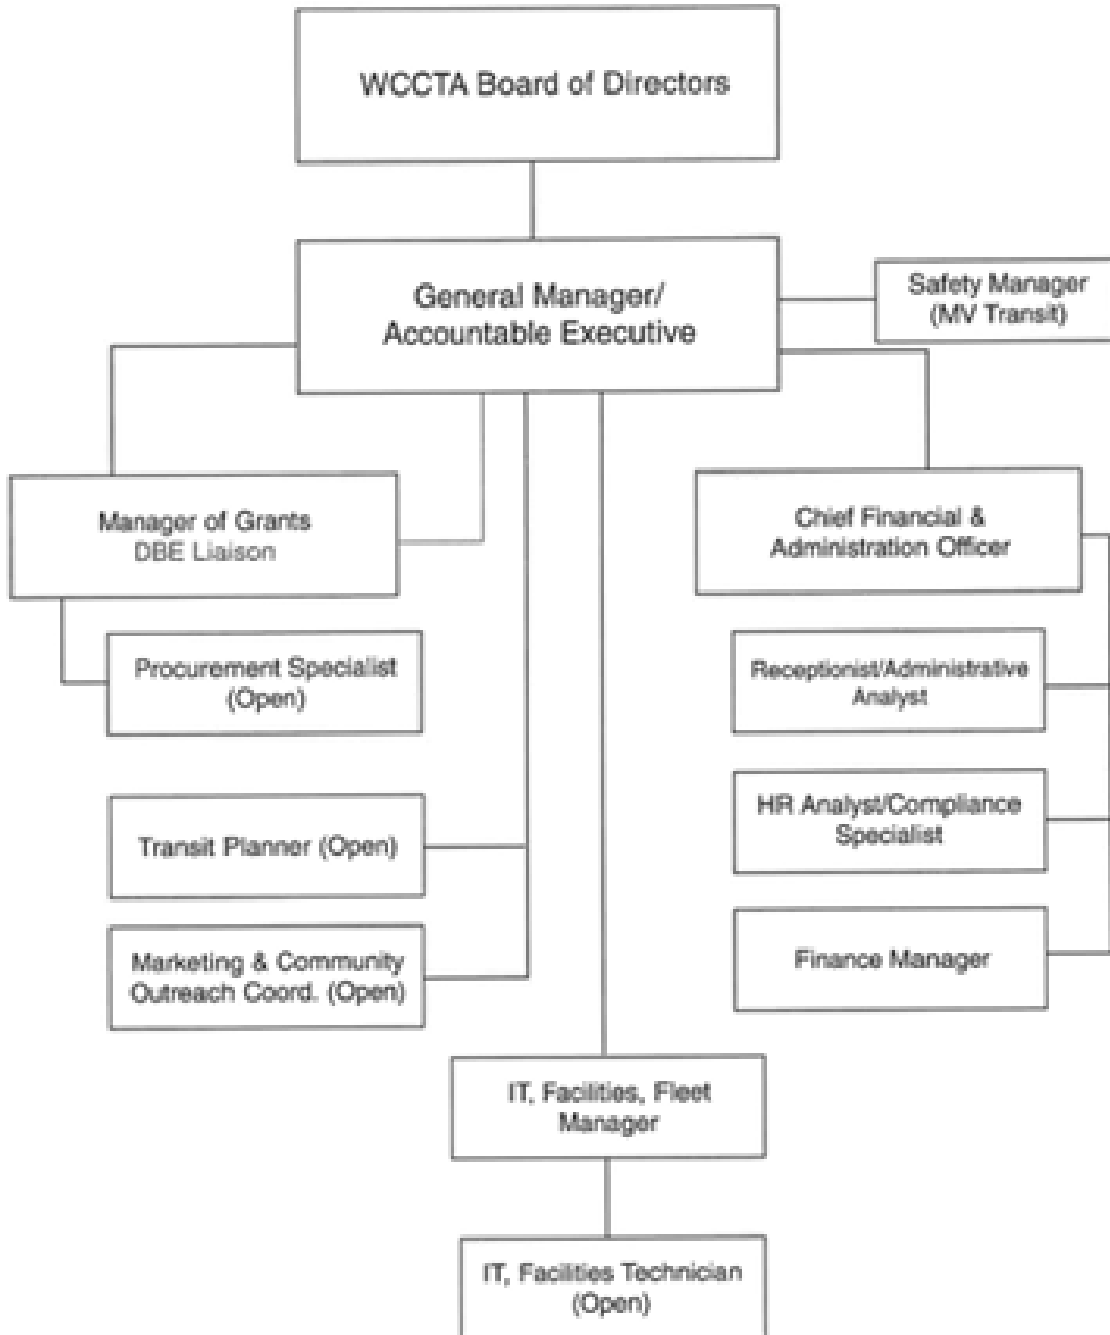 WCCTA Board of Directors
General Manager/
Accountable Executive
Safety Manager
(MV Transit)
Manager of Grants
DBE Liaison
Chief Financial &
Administration Officer
Procurement Specialist
(Open)
Receptionist/Administrative
Analyst
Transit Planner (Open)
HR Analyst/Compliance
Specialist
Marketing & Community
Outreach Coord. (Open)
Finance Manager
IT, Facilities, Fleet
Manager
IT, Facilities Technician
(Open)